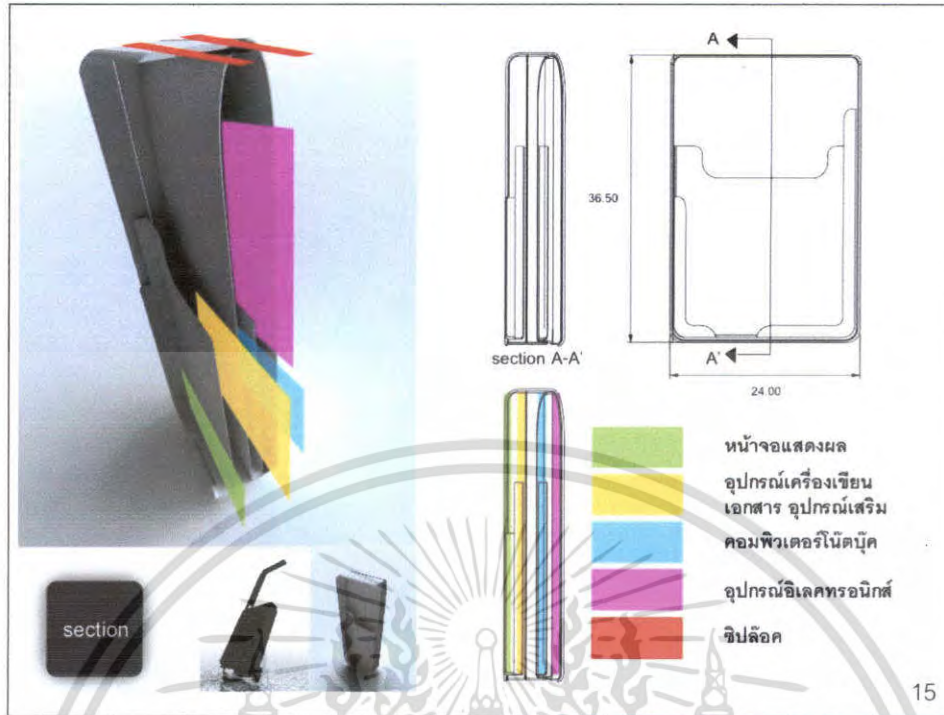 A
36.50
section A-A'
A'
24.00
หน้าจอแสดงผล
อุปกรณ์เครื่องเขียน
เอกสาร อุปกรณ์เสริม
คอมพิวเตอร์โน๊ตบุ๊ค
อุปกรณ์อิเลคทรอนิกส์
ซิปล๊อค
section
15